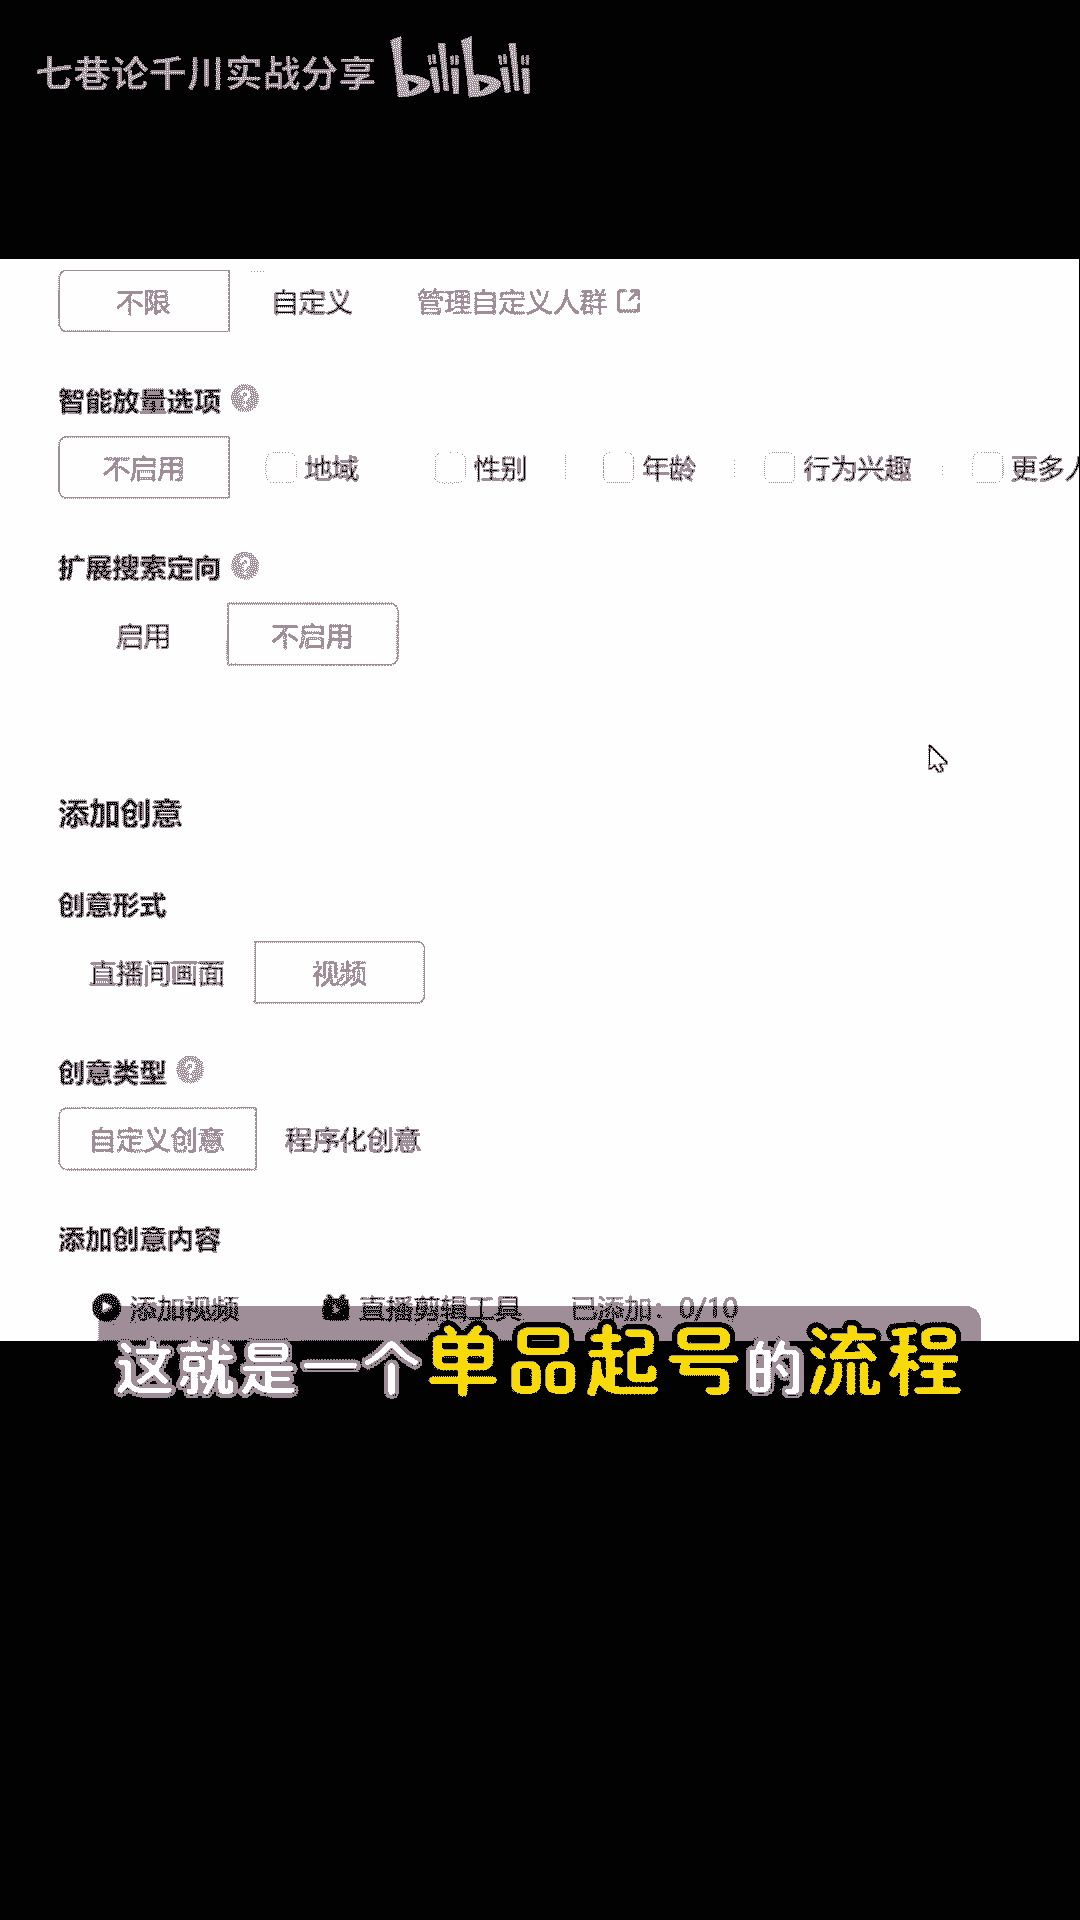 七巷论千川实战分享 bilibili
不限 自定义 管理自定义人群
智能放量选项 ?
不启用 地域 性别 年龄 行为兴趣 更多人
扩展搜索定向 ?
启用 不启用
添加创意
创意形式
直播间画面 视频
创意类型 ?
自定义创意 程序化创意
添加创意内容
添加视频 直播剪辑工具 已添加：0/10
这就是一个单品起号的流程